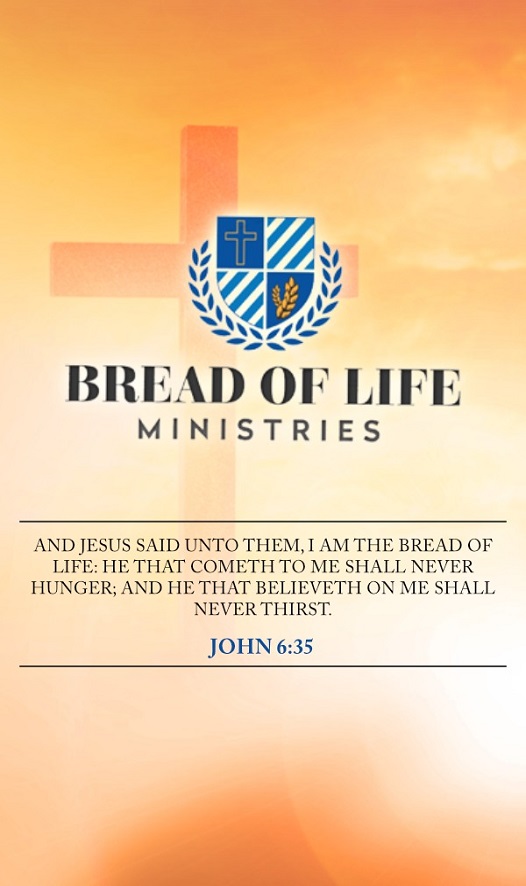 BREAD OF LIFE
MINISTRIES
AND JESUS SAID UNTO THEM, I AM THE BREAD OF
LIFE: HE THAT COMETH TO ME SHALL NEVER
HUNGER; AND HE THAT BELIEVETH ON ME SHALL
NEVER THIRST.
JOHN 6:35